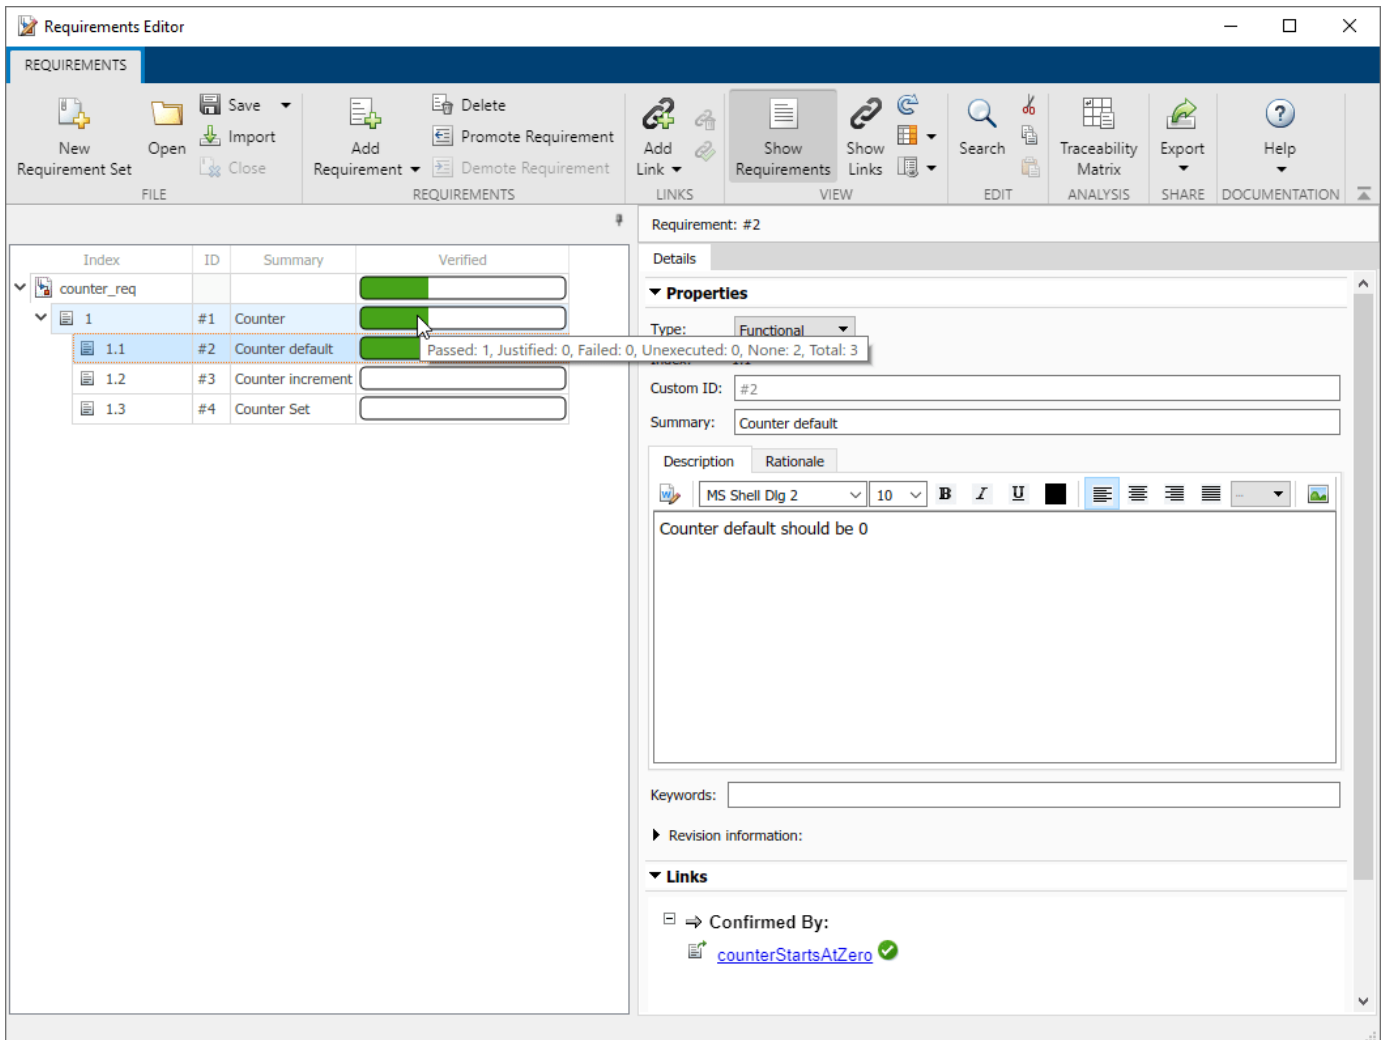 Requirements Editor
REQUIREMENTS
New
Requirement Set
Open
Save
Import
Close
FILE
Add
Requirement
Delete
Promote Requirement
Demote Requirement
REQUIREMENTS
Add
Link
LINKS
Show
Requirements
Show
Links
VIEW
Search
EDIT
Traceability
Matrix
ANALYSIS
Export
SHARE
Help
DOCUMENTATION
Index ID Summary Verified
counter_req
1 #1 Counter
1.1 #2 Counter default
1.2 #3 Counter increment
1.3 #4 Counter Set
Passed: 1, Justified: 0, Failed: 0, Unexecuted: 0, None: 2, Total: 3
Requirement: #2
Details
Properties
Type: Functional
Custom ID: #2
Summary: Counter default
Description Rationale
MS Shell Dlg 2 10 B I U ...
Counter default should be 0
Keywords:
Revision information:
Links
Confirmed By:
counterStartsAtZero